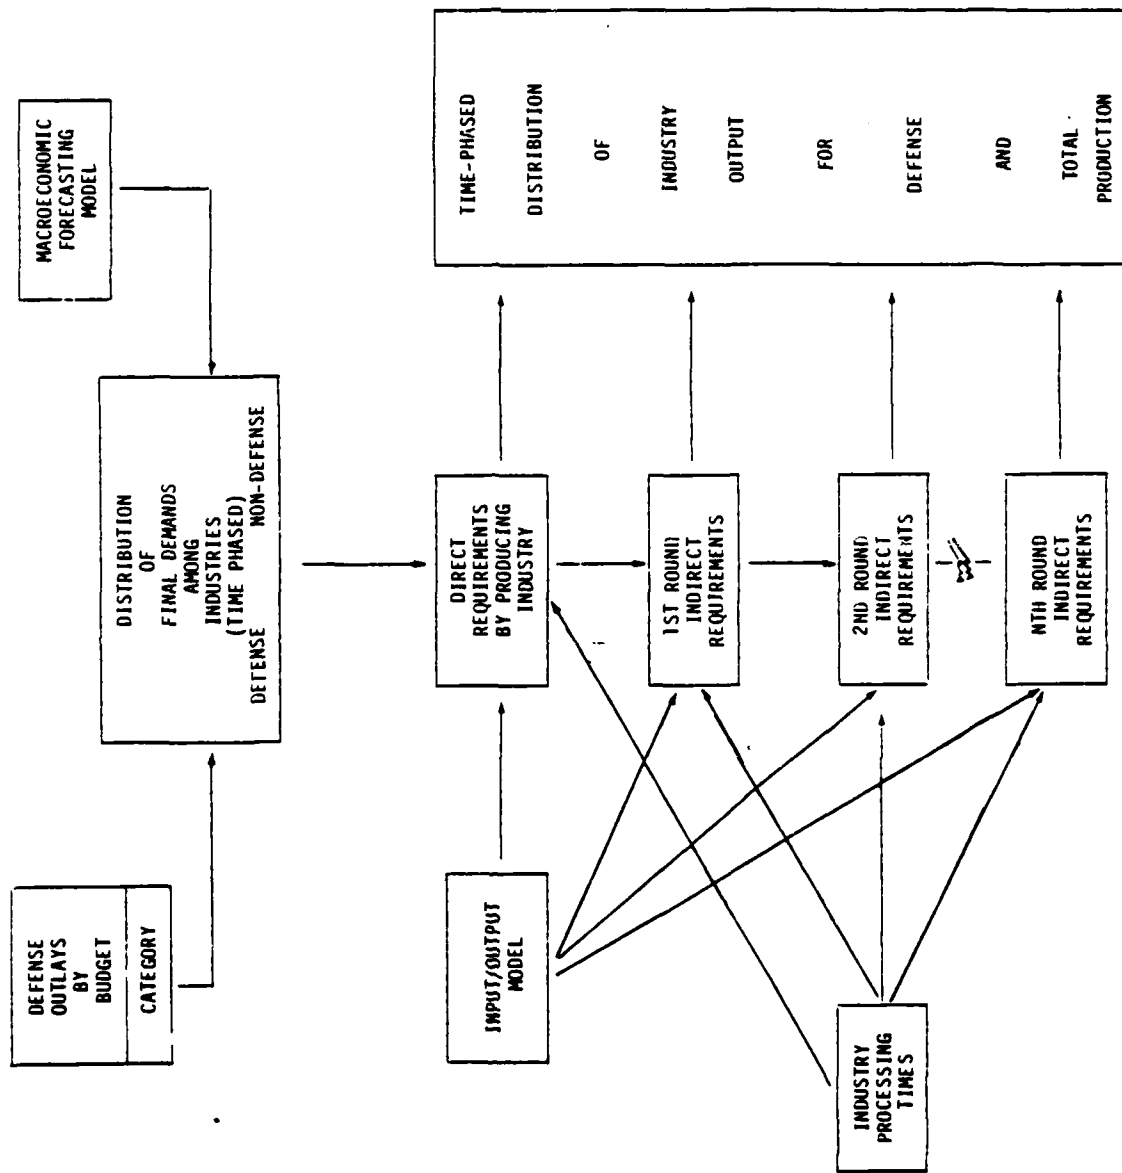 DEFENSE
OUTLAYS
BY
BUDGET
CATEGORY
MACROECONOMIC
FORECASTING
MODEL
DISTRIBUTION
OF
FINAL DEMANDS
AMONG
INDUSTRIES
(TIME PHASED)
DEFENSE NON-DEFENSE
INPUT/OUTPUT
MODEL
DIRECT
REQUIREMENTS
BY PRODUCING
INDUSTRY
1ST ROUND
INDIRECT
REQUIREMENTS
INDUSTRY
PROCESSING
TIMES
2ND ROUND
INDIRECT
REQUIREMENTS
NTH ROUND
INDIRECT
REQUIREMENTS
TIME-PHASED
DISTRIBUTION
OF
INDUSTRY
OUTPUT
FOR
DEFENSE
AND
TOTAL
PRODUCTION